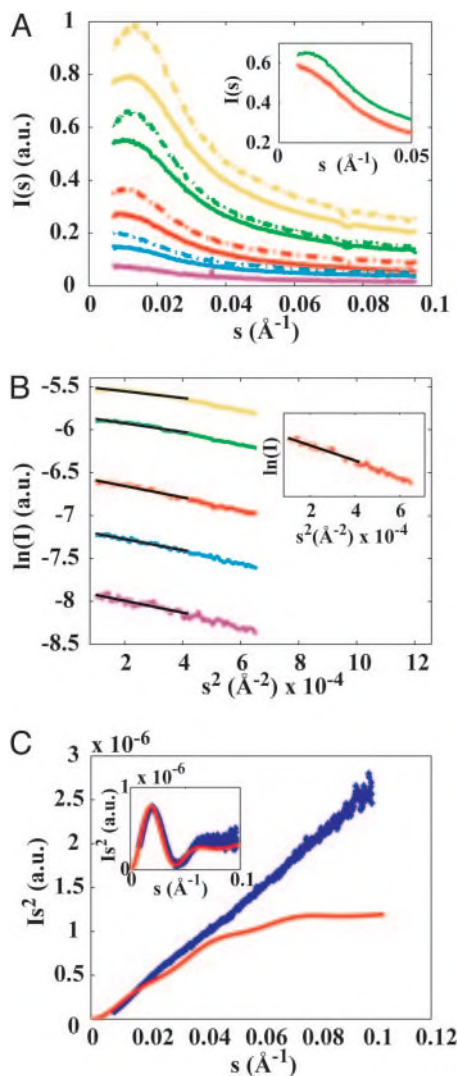 A
1
0.8
0.6
0.4
0.2
0
I(s) (a.u.)
0 0.02 0.04 0.06 0.08 0.1
s (Å⁻¹)
0.6
0.4
0.2
I(s)
0 0.05
s (Å⁻¹)
B
-5.5
-6
-6.5
-7
-7.5
-8
-8.5
ln(I) (a.u.)
2 4 6 8 10 12
s² (Å⁻²) x 10⁻⁴
ln(I)
2 4 6
s²(Å⁻²) x 10⁻⁴
C
x 10⁻⁶
3
2.5
2
1.5
1
0.5
0
Is² (a.u.)
0 0.02 0.04 0.06 0.08 0.1 0.12
s (Å⁻¹)
x 10⁻⁶
1
0
Is² (a.u.)
0 0.1
s (Å⁻¹)